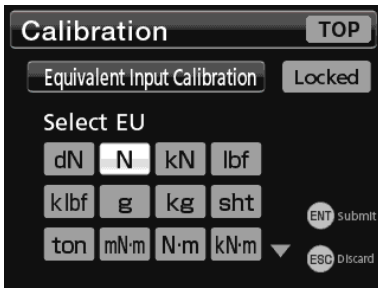 Calibration TOP
Equivalent Input Calibration Locked
Select EU
dN N kN lbf
klbf g kg sht
ton mN·m N·m kN·m
ENT Submit
ESC Discard